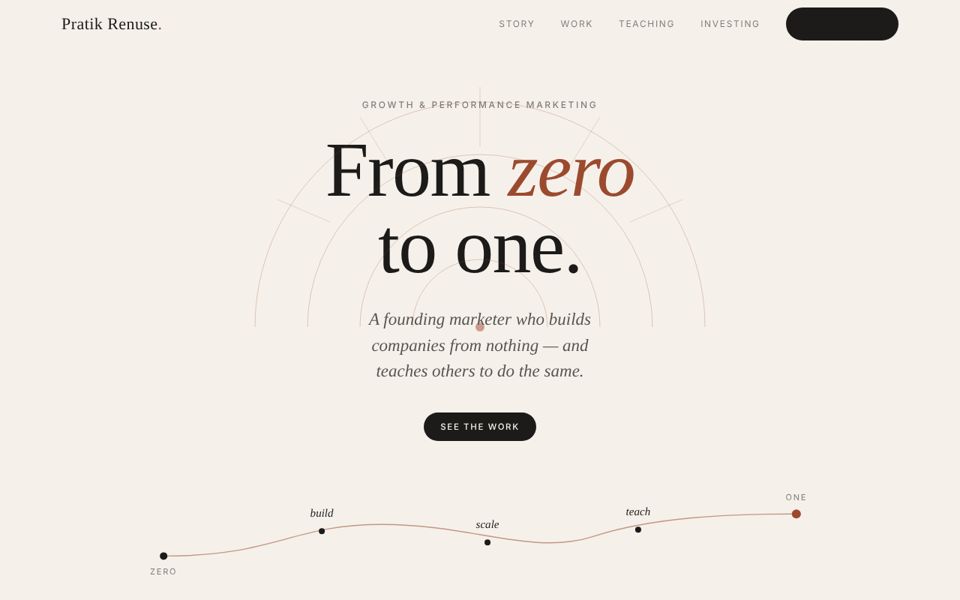 Pratik Renuse.
STORY
WORK
TEACHING
INVESTING
GROWTH & PERFORMANCE MARKETING
From zero
to one.
A founding marketer who builds
companies from nothing — and
teaches others to do the same.
SEE THE WORK
ONE
build
teach
scale
ZERO